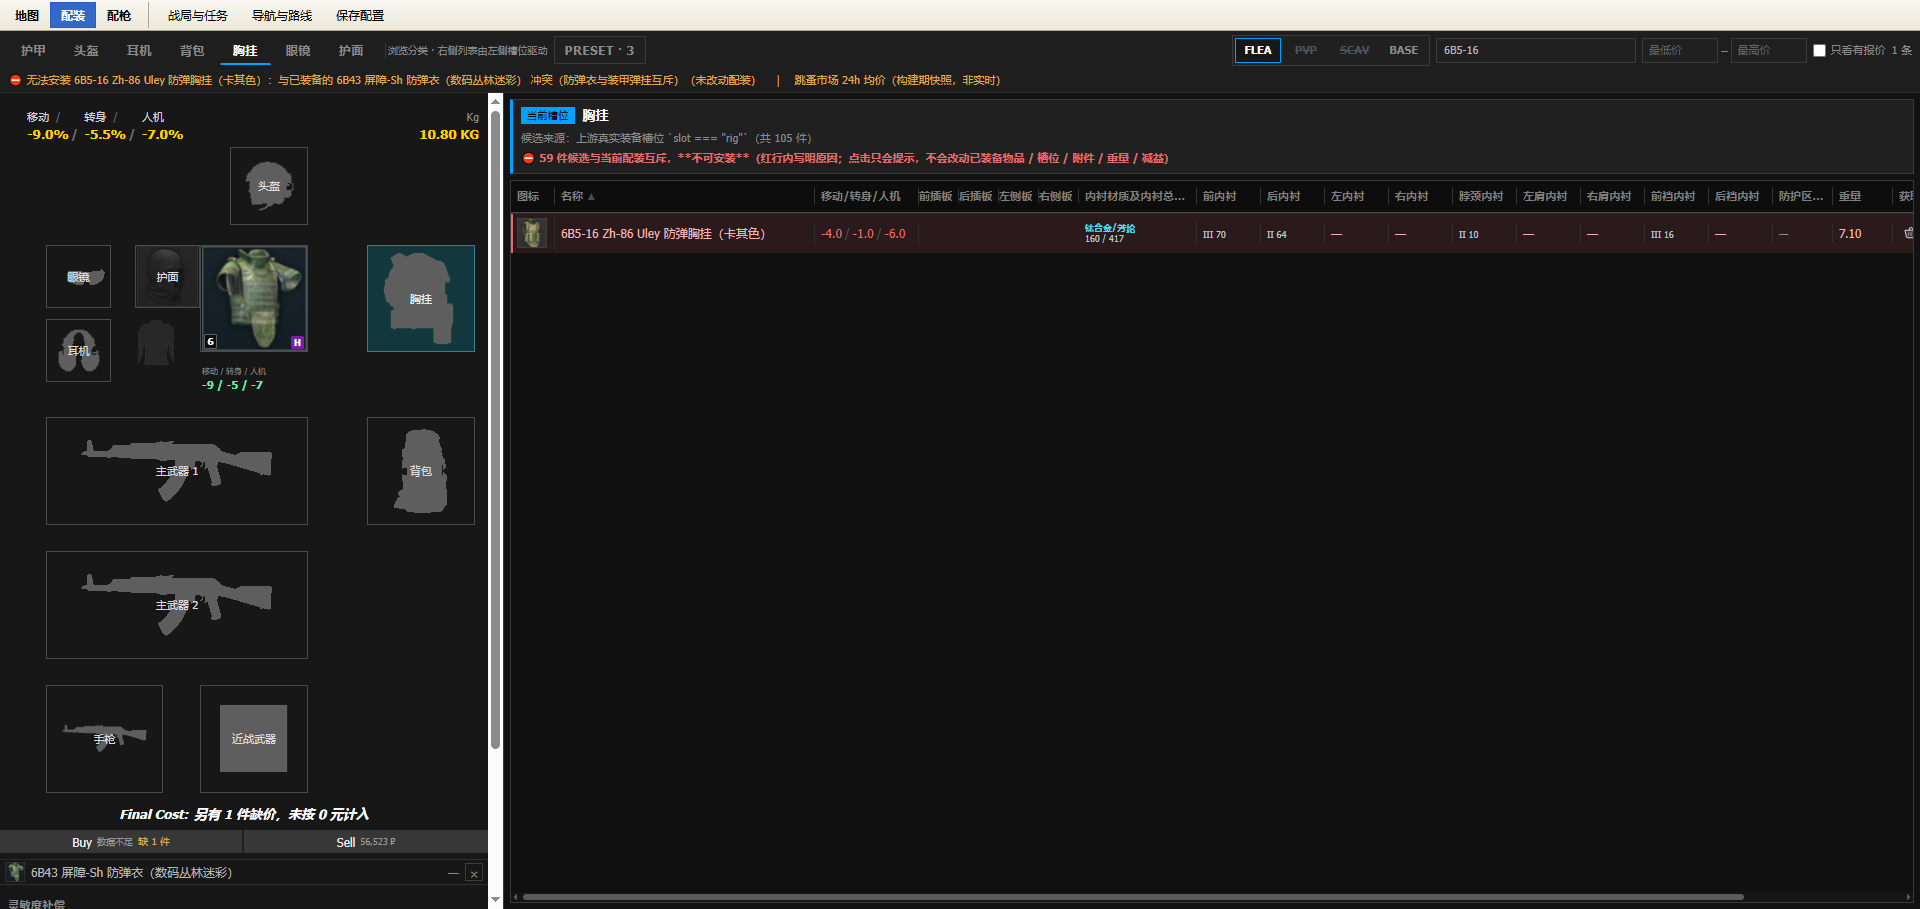 地图 配装 配枪 战局与任务 导航与路线 保存配置
护甲 头盔 耳机 背包 胸挂 眼镜 护面 浏览分类 · 右侧列表由左侧槽位驱动 PRESET · 3 FLEA PVP SCAV BASE 6B5-16 最低价 — 最高价 只看有报价 1 条
无法安装 6B5-16 Zh-86 Uley 防弹胸挂（卡其色）：与已装备的 6B43 屏障-Sh 防弹衣（数码丛林迷彩） 冲突（防弹衣与装甲弹挂互斥）（未改动配装） | 跳蚤市场 24h 均价（构建期快照，非实时）
移动 / 转身 / 人机 Kg
-9.0% / -5.5% / -7.0% 10.80 KG
头盔
眼镜 护面 胸挂
耳机
6 H
移动 / 转身 / 人机
-9 / -5 / -7
主武器 1 背包
主武器 2
手枪 近战武器
Final Cost: 另有 1 件缺价，未按 0 元计入
Buy 数据不足 缺 1 件 Sell 56,523 ₽
6B43 屏障-Sh 防弹衣（数码丛林迷彩） — ×
灵敏度补偿
当前槽位 胸挂
候选来源：上游真实装备槽位 `slot === "rig"`（共 105 件）
59 件候选与当前配装互斥，**不可安装**（红行内写明原因；点击只会提示，不会改动已装备物品 / 槽位 / 附件 / 重量 / 减益）
图标 名称 ▲ 移动/转身/人机 前插板 后插板 左侧板 右侧板 内衬材质及内衬总... 前内衬 后内衬 左内衬 右内衬 脖颈内衬 左肩内衬 右肩内衬 前裆内衬 后裆内衬 防护区... 重量
6B5-16 Zh-86 Uley 防弹胸挂（卡其色） -4.0 / -1.0 / -6.0 钛合金/芳纶 III 70 II 64 — — II 10 — — III 16 — — 7.10
160 / 417